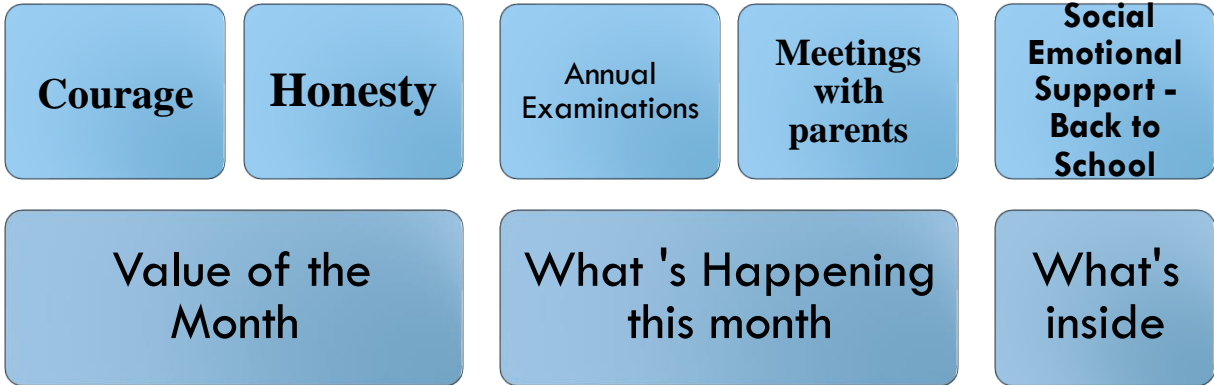 Courage
Honesty
Annual
Examinations
Meetings
with
parents
Social
Emotional
Support -
Back to
School
Value of the
Month
What 's Happening
this month
What's
inside